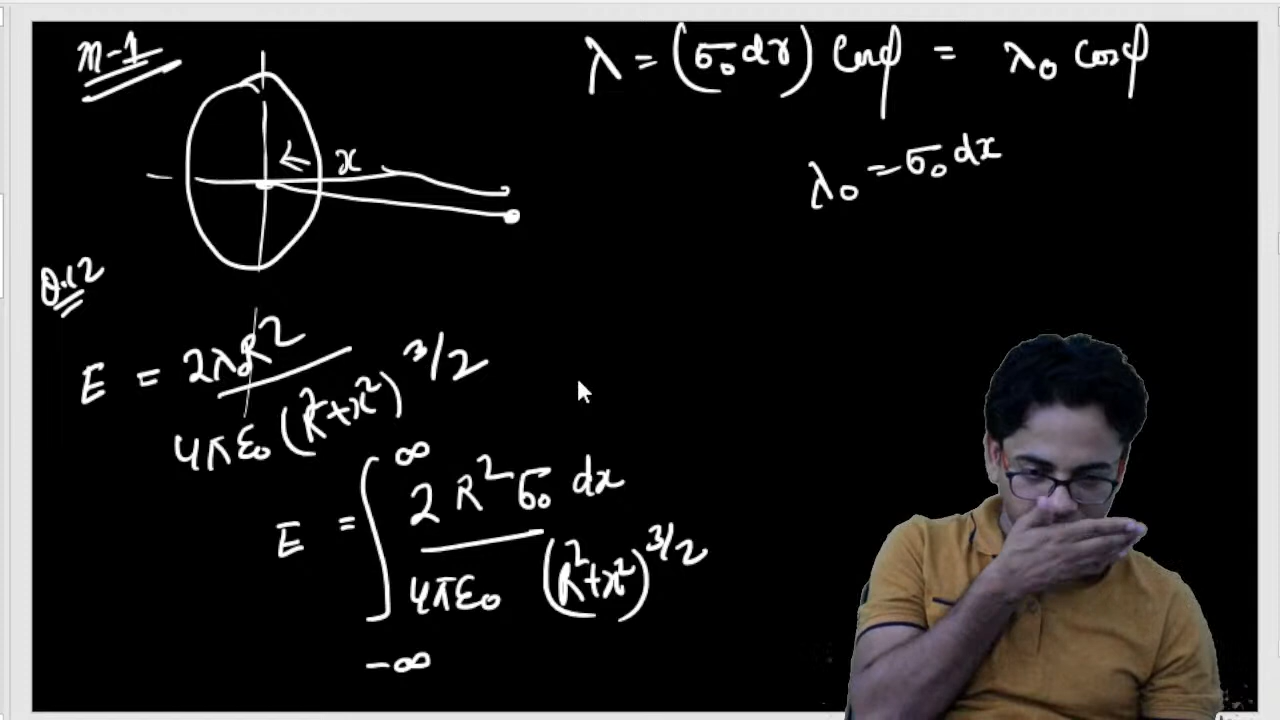 M-1
λ = (σ₀ dr) Cosφ = λ₀ Cosφ
x
λ₀ = σ₀ dx
Q.12
E = 2λR² / 4πε₀ (R²+x²)^3/2
E = ∫_{-∞}^{∞} 2 R² σ₀ dx / 4πε₀ (R²+x²)^3/2